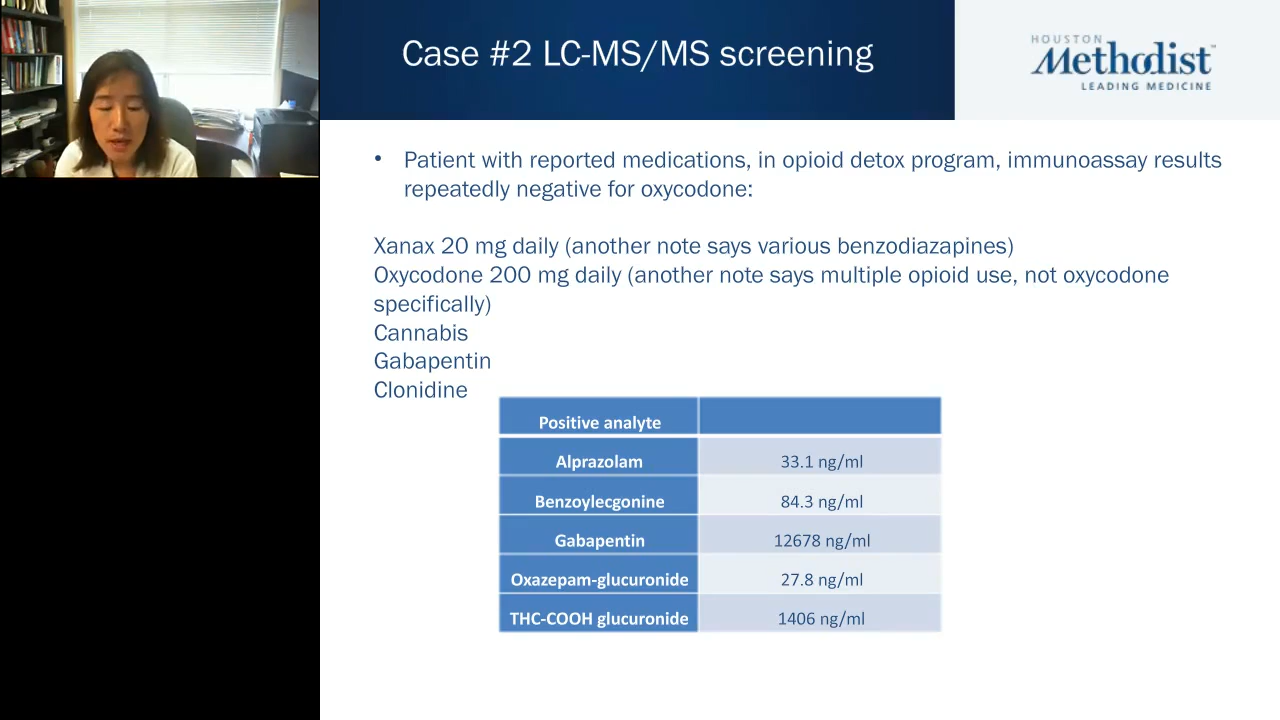 Case #2 LC-MS/MS screening
HOUSTON
Methodist
LEADING MEDICINE
• Patient with reported medications, in opioid detox program, immunoassay results
repeatedly negative for oxycodone:
Xanax 20 mg daily (another note says various benzodiazapines)
Oxycodone 200 mg daily (another note says multiple opioid use, not oxycodone
specifically)
Cannabis
Gabapentin
Clonidine
Positive analyte
Alprazolam 33.1 ng/ml
Benzoylecgonine 84.3 ng/ml
Gabapentin 12678 ng/ml
Oxazepam-glucuronide 27.8 ng/ml
THC-COOH glucuronide 1406 ng/ml